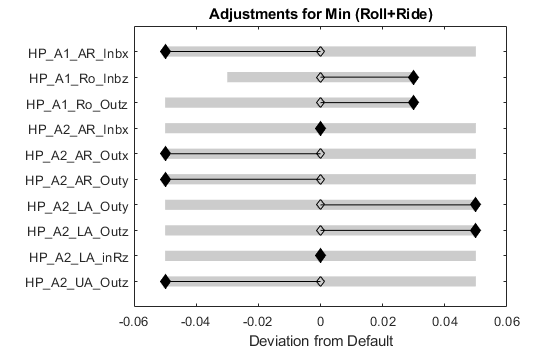 Adjustments for Min (Roll+Ride)
HP_A1_AR_Inbx
HP_A1_Ro_Inbz
HP_A1_Ro_Outz
HP_A2_AR_Inbx
HP_A2_AR_Outx
HP_A2_AR_Outy
HP_A2_LA_Outy
HP_A2_LA_Outz
HP_A2_LA_inRz
HP_A2_UA_Outz
-0.06 -0.04 -0.02 0 0.02 0.04 0.06
Deviation from Default